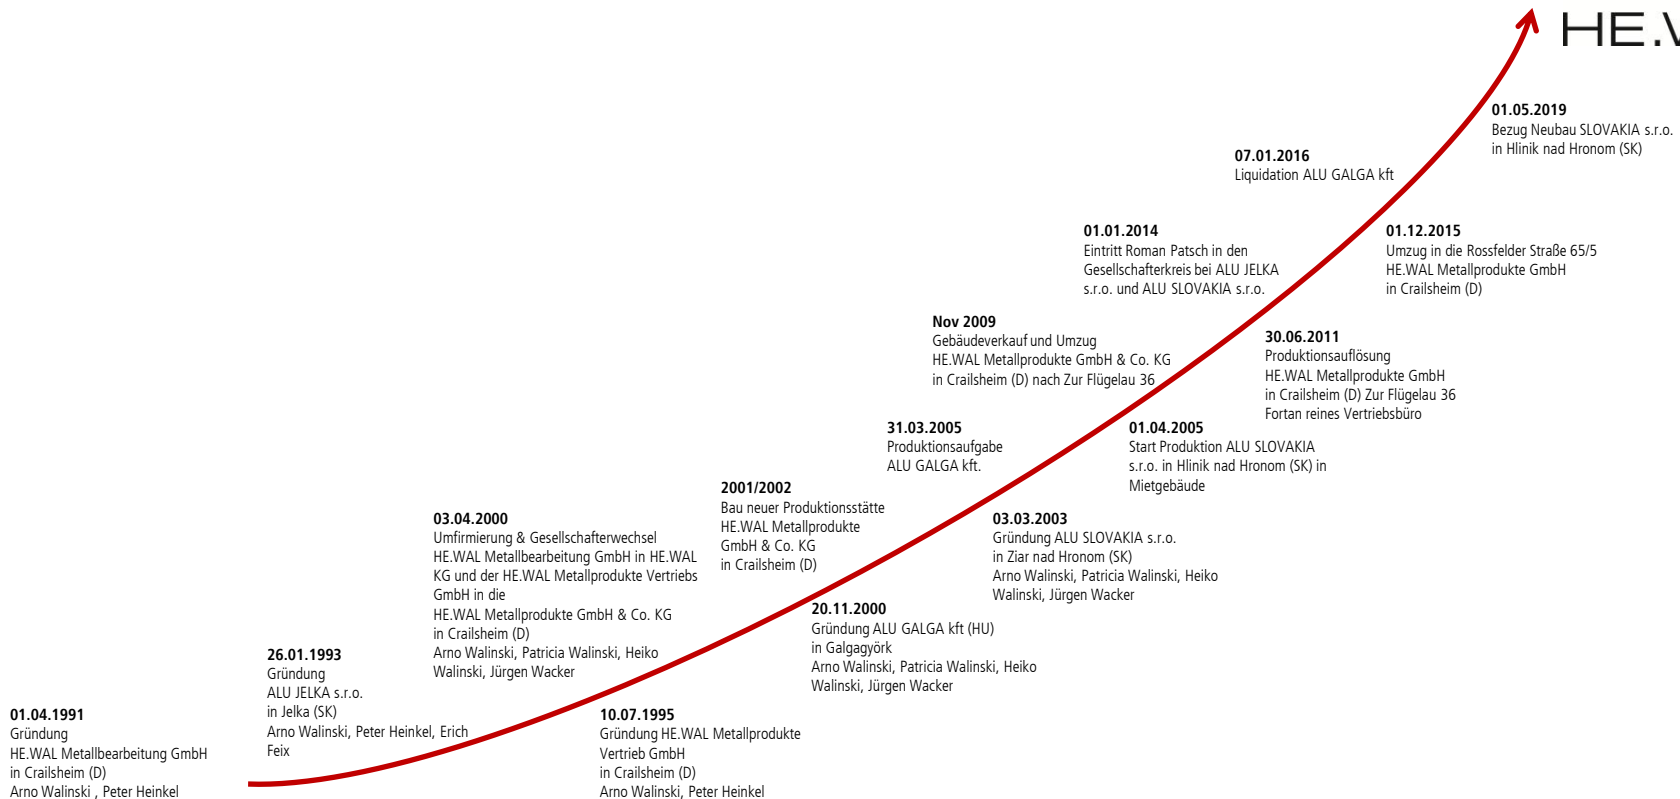 HE.
01.05.2019
Bezug Neubau SLOVAKIA s.r.o.
in Hlinik nad Hronom (SK)
07.01.2016
Liquidation ALU GALGA kft
01.01.2014
Eintritt Roman Patsch in den
Gesellschafterkreis bei ALU JELKA
s.r.o. und ALU SLOVAKIA s.r.o.
01.12.2015
Umzug in die Rossfelder Straße 65/5
HE.WAL Metallprodukte GmbH
in Crailsheim (D)
Nov 2009
Gebäudeverkauf und Umzug
HE.WAL Metallprodukte GmbH & Co. KG
in Crailsheim (D) nach Zur Flügelau 36
30.06.2011
Produktionsauflösung
HE.WAL Metallprodukte GmbH
in Crailsheim (D) Zur Flügelau 36
Fortan reines Vertriebsbüro
31.03.2005
Produktionsaufgabe
ALU GALGA kft.
01.04.2005
Start Produktion ALU SLOVAKIA
s.r.o. in Hlinik nad Hronom (SK) in
Mietgebäude
2001/2002
Bau neuer Produktionsstätte
HE.WAL Metallprodukte
GmbH & Co. KG
in Crailsheim (D)
03.03.2003
Gründung ALU SLOVAKIA s.r.o.
in Ziar nad Hronom (SK)
Arno Walinski, Patricia Walinski, Heiko
Walinski, Jürgen Wacker
03.04.2000
Umfirmierung & Gesellschafterwechsel
HE.WAL Metallbearbeitung GmbH in HE.WAL
KG und der HE.WAL Metallprodukte Vertriebs
GmbH in die
HE.WAL Metallprodukte GmbH & Co. KG
in Crailsheim (D)
Arno Walinski, Patricia Walinski, Heiko
Walinski, Jürgen Wacker
20.11.2000
Gründung ALU GALGA kft (HU)
in Galgagyörk
Arno Walinski, Patricia Walinski, Heiko
Walinski, Jürgen Wacker
26.01.1993
Gründung
ALU JELKA s.r.o.
in Jelka (SK)
Arno Walinski, Peter Heinkel, Erich
Feix
10.07.1995
Gründung HE.WAL Metallprodukte
Vertrieb GmbH
in Crailsheim (D)
Arno Walinski, Peter Heinkel
01.04.1991
Gründung
HE.WAL Metallbearbeitung GmbH
in Crailsheim (D)
Arno Walinski , Peter Heinkel